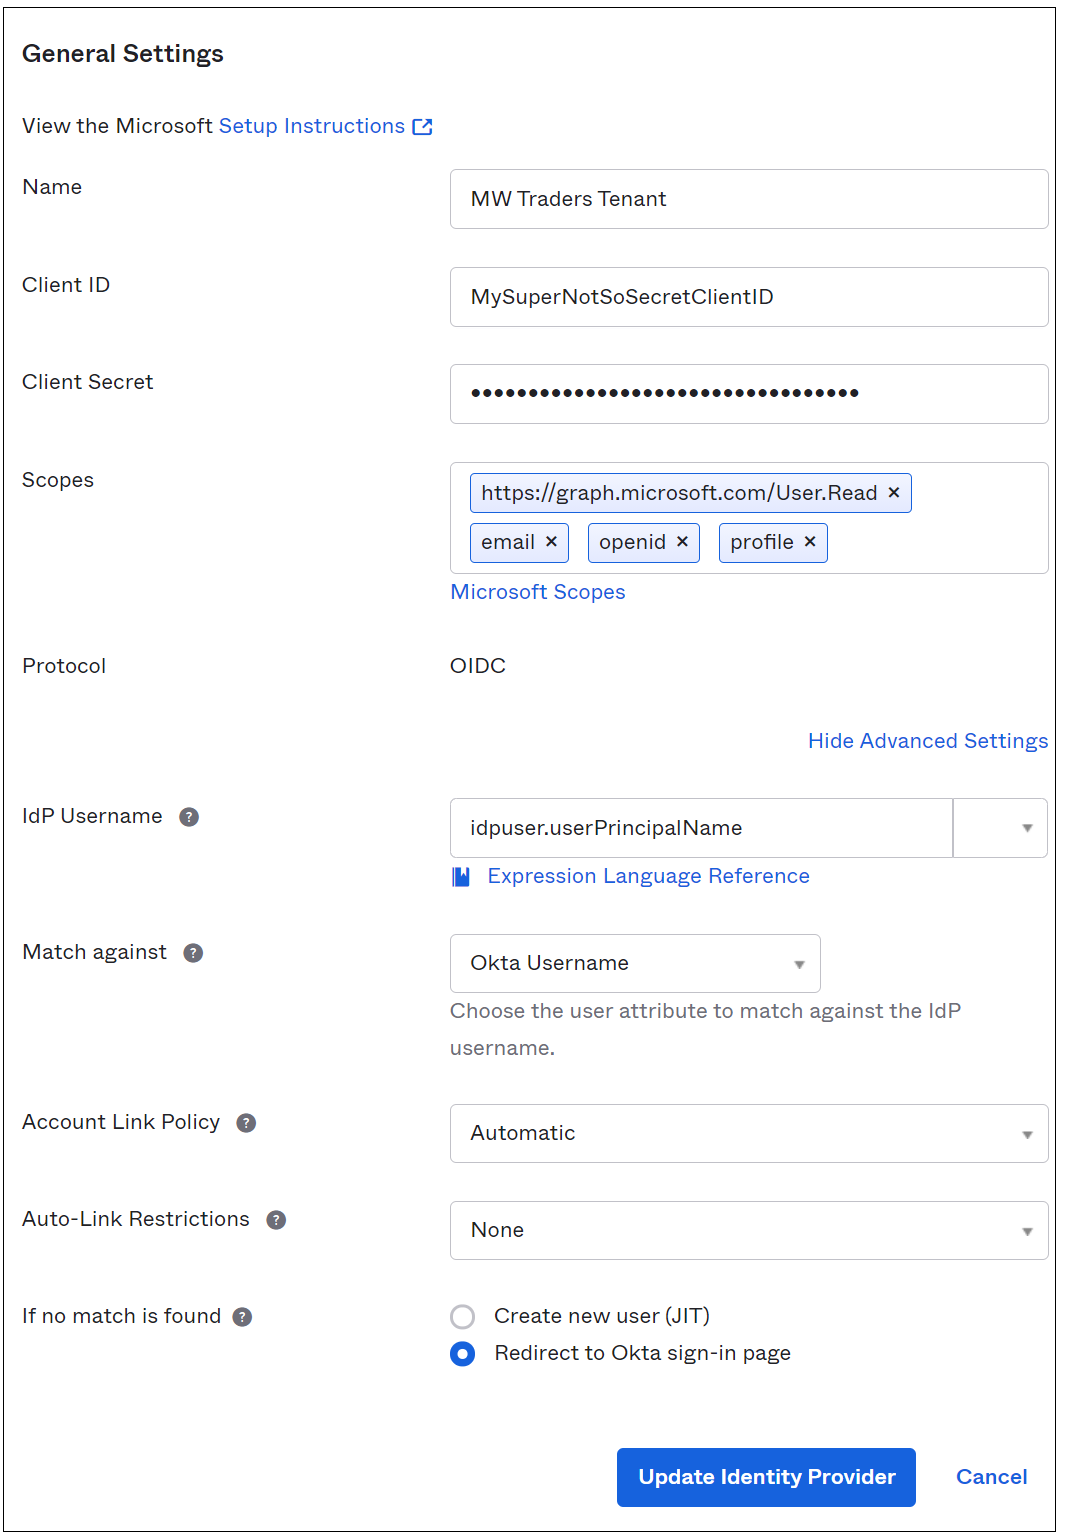 General Settings
View the Microsoft Setup Instructions
Name
MW Traders Tenant
Client ID
MySuperNotSoSecretClientID
Client Secret
••••••••••••••••••••••••••••••••••
Scopes
https://graph.microsoft.com/User.Read ×
email × openid × profile ×
Microsoft Scopes
Protocol
OIDC
Hide Advanced Settings
IdP Username ?
idpuser.userPrincipalName
Expression Language Reference
Match against ?
Okta Username
Choose the user attribute to match against the IdP
username.
Account Link Policy ?
Automatic
Auto-Link Restrictions ?
None
If no match is found ?
Create new user (JIT)
Redirect to Okta sign-in page
Update Identity Provider Cancel